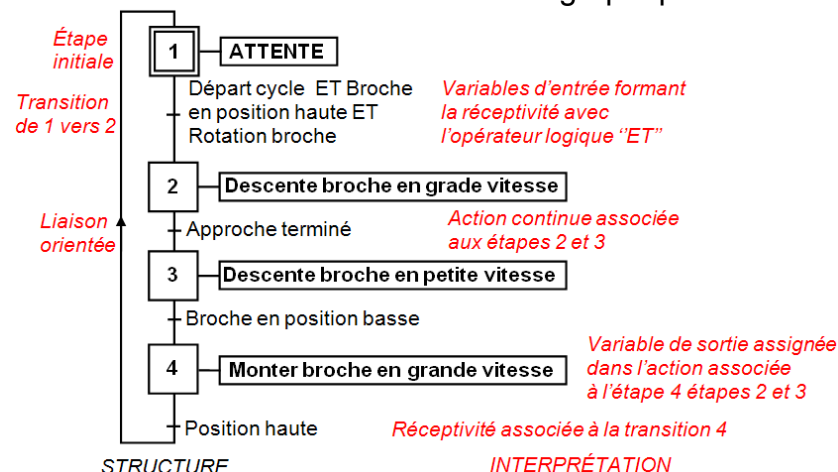 Étape
initiale
1
ATTENTE
Transition
de 1 vers 2
Départ cycle ET Broche
en position haute ET
Rotation broche
Variables d'entrée formant
la réceptivité avec
l'opérateur logique ‘'ET’'
2
Descente broche en grade vitesse
Liaison
orientée
Approche terminé
Action continue associée
aux étapes 2 et 3
3
Descente broche en petite vitesse
Broche en position basse
4
Monter broche en grande vitesse
Variable de sortie assignée
dans l'action associée
à l'étape 4 étapes 2 et 3
Position haute
Réceptivité associée à la transition 4
STRUCTURE
INTERPRÉTATION